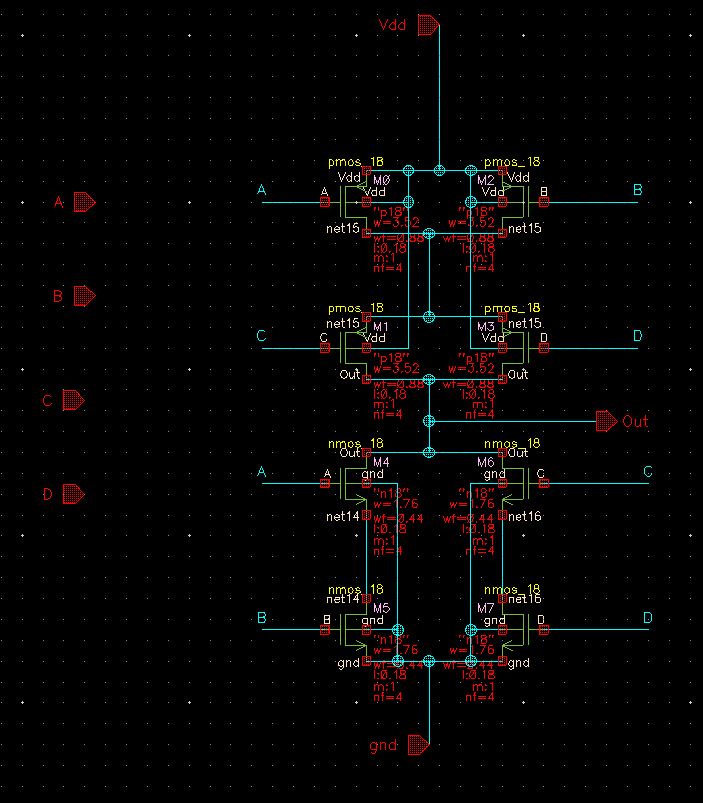 Vdd
pmos_18 pmos_18
Vdd M0 M2 Vdd
A A Vdd Vdd B B
A
"p18" "p18"
w=3.52 w=3.52
net15 net15
wf=0.88 wf=0.88
l:0.18 l:0.18
m:1 m:1
nf=4 nf=4
B
pmos_18 pmos_18
net15 M1 M3 net15
C C Vdd Vdd D D
"p18" "p18"
w=3.52 w=3.52
Out Out
wf=0.88 wf=0.88
l:0.18 l:0.18
m:1 m:1
nf=4 nf=4
C
Out
nmos_18 nmos_18
Out M4 M6 Out
A A gnd gnd C C
D
"n18" "n18"
w=1.76 w=1.76
net14 net16
wf=0.44 wf=0.44
l:0.18 l:0.18
m:1 m:1
nf=4 nf=4
nmos_18 nmos_18
net14 M5 M7 net16
B B gnd gnd D D
"n18" "n18"
w=1.76 w=1.76
gnd gnd
wf=0.44 wf=0.44
l:0.18 l:0.18
m:1 m:1
nf=4 nf=4
gnd